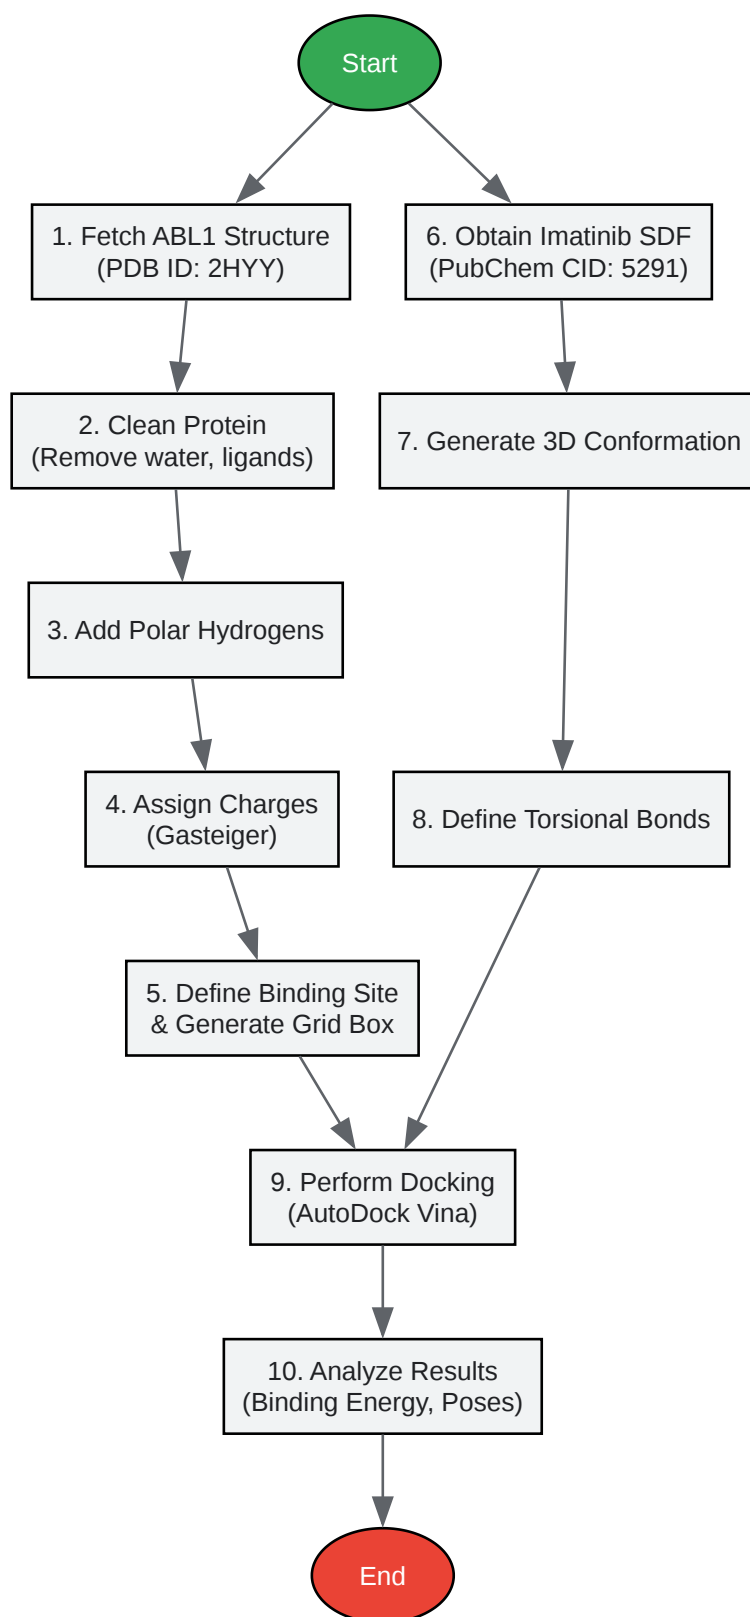 Start
1. Fetch ABL1 Structure
(PDB ID: 2HYY)
6. Obtain Imatinib SDF
(PubChem CID: 5291)
2. Clean Protein
(Remove water, ligands)
7. Generate 3D Conformation
3. Add Polar Hydrogens
4. Assign Charges
(Gasteiger)
8. Define Torsional Bonds
5. Define Binding Site
& Generate Grid Box
9. Perform Docking
(AutoDock Vina)
10. Analyze Results
(Binding Energy, Poses)
End